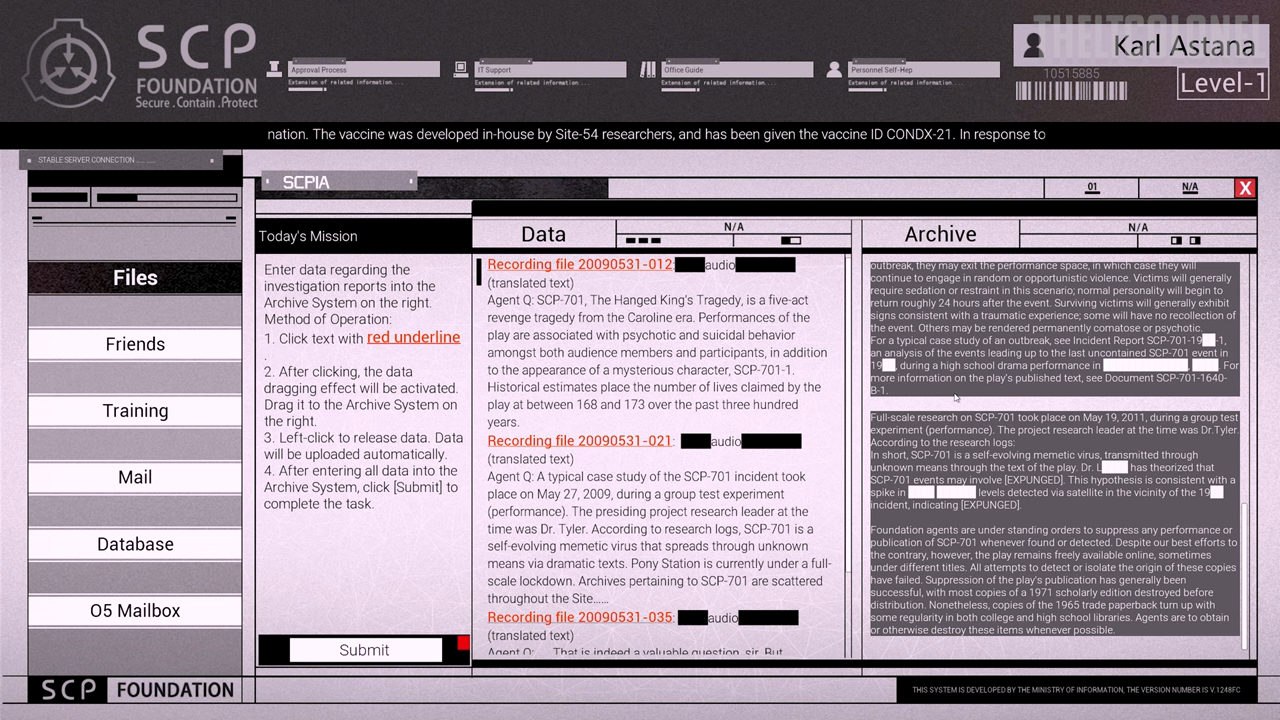 SCP
FOUNDATION
Secure .Contain .Protect
Approval Process
Extension of related information.
IT Support
Extension of related information.
Office Guide
Extension of related information.
Personnel Self-Hep
Extension of related information.
Karl Astana
10515885
Level-1
nation. The vaccine was developed in-house by Site-54 researchers, and has been given the vaccine ID CONDX-21. In response to
STABLE SERVER CONNECTION
Files
Friends
Training
Mail
Database
O5 Mailbox
SCP FOUNDATION
SCPIA
01
N/A
X
Today's Mission
Enter data regarding the
investigation reports into the
Archive System on the right.
Method of Operation:
1. Click text with red underline
.
2. After clicking, the data
dragging effect will be activated.
Drag it to the Archive System on
the right.
3. Left-click to release data. Data
will be uploaded automatically.
4. After entering all data into the
Archive System, click [Submit] to
complete the task.
Submit
Data
N/A
Recording file 20090531-012: audio
(translated text)
Agent Q: SCP-701, The Hanged King's Tragedy, is a five-act
revenge tragedy from the Caroline era. Performances of the
play are associated with psychotic and suicidal behavior
amongst both audience members and participants, in addition
to the appearance of a mysterious character, SCP-701-1.
Historical estimates place the number of lives claimed by the
play at between 168 and 173 over the past three hundred
years.
Recording file 20090531-021: audio
(translated text)
Agent Q: A typical case study of the SCP-701 incident took
place on May 27, 2009, during a group test experiment
(performance). The presiding project research leader at the
time was Dr. Tyler. According to research logs, SCP-701 is a
self-evolving memetic virus that spreads through unknown
means via dramatic texts. Pony Station is currently under a full-
scale lockdown. Archives pertaining to SCP-701 are scattered
throughout the Site......
Recording file 20090531-035: audio
(translated text)
Agent Q: That is indeed a valuable question, sir. But
Archive
N/A
outbreak, they may exit the performance space, in which case they will
continue to engage in random or opportunistic violence. Victims will generally
require sedation or restraint in this scenario; normal personality will begin to
return roughly 24 hours after the event. Surviving victims will generally exhibit
signs consistent with a traumatic experience; some will have no recollection of
the event. Others may be rendered permanently comatose or psychotic.
For a typical case study of an outbreak, see Incident Report SCP-701-19██-1,
an analysis of the events leading up to the last uncontained SCP-701 event in
19██, during a high school drama performance in ████████, ███. For
more information on the play's published text, see Document SCP-701-1640-
B-1.
Full-scale research on SCP-701 took place on May 19, 2011, during a group test
experiment (performance). The project research leader at the time was Dr.Tyler.
According to the research logs:
In short, SCP-701 is a self-evolving memetic virus, transmitted through
unknown means through the text of the play. Dr. L████ has theorized that
SCP-701 events may involve [EXPUNGED]. This hypothesis is consistent with a
spike in ████ ██████ levels detected via satellite in the vicinity of the 19██
incident, indicating [EXPUNGED].
Foundation agents are under standing orders to suppress any performance or
publication of SCP-701 whenever found or detected. Despite our best efforts to
the contrary, however, the play remains freely available online, sometimes
under different titles. All attempts to detect or isolate the origin of these copies
have failed. Suppression of the play's publication has generally been
successful, with most copies of a 1971 scholarly edition destroyed before
distribution. Nonetheless, copies of the 1965 trade paperback turn up with
some regularity in both college and high school libraries. Agents are to obtain
or otherwise destroy these items whenever possible.
THIS SYSTEM IS DEVELOPED BY THE MINISTRY OF INFORMATION, THE VERSION NUMBER IS V.1248FC